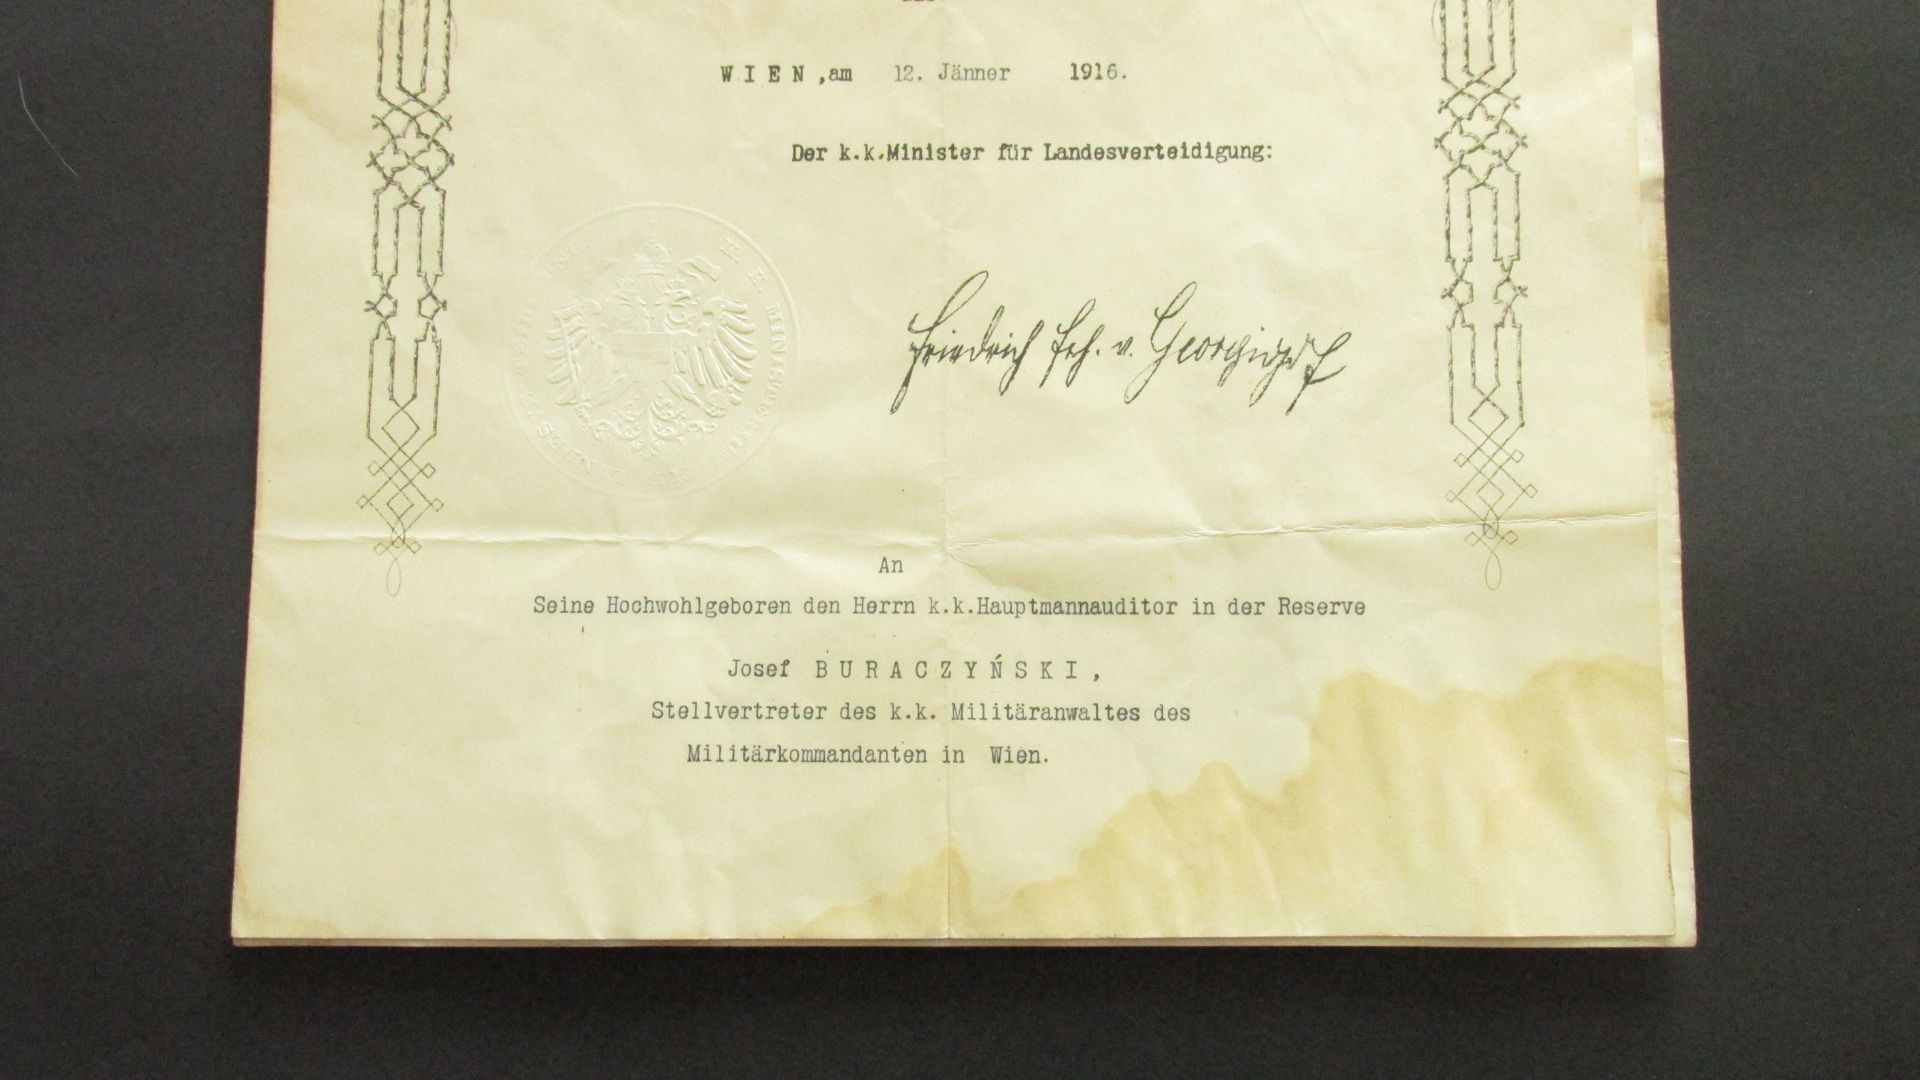 WIEN, am 12. Jänner 1916.
Der k.k.Minister für Landesverteidigung:
K. K. MINISTERIUM
Friedrich Frh. v. Georgi
An
Seine Hochwohlgeboren den Herrn k.k.Hauptmannauditor in der Reserve
Josef BURACZYŃSKI,
Stellvertreter des k.k. Militäranwaltes des
Militärkommandanten in Wien.